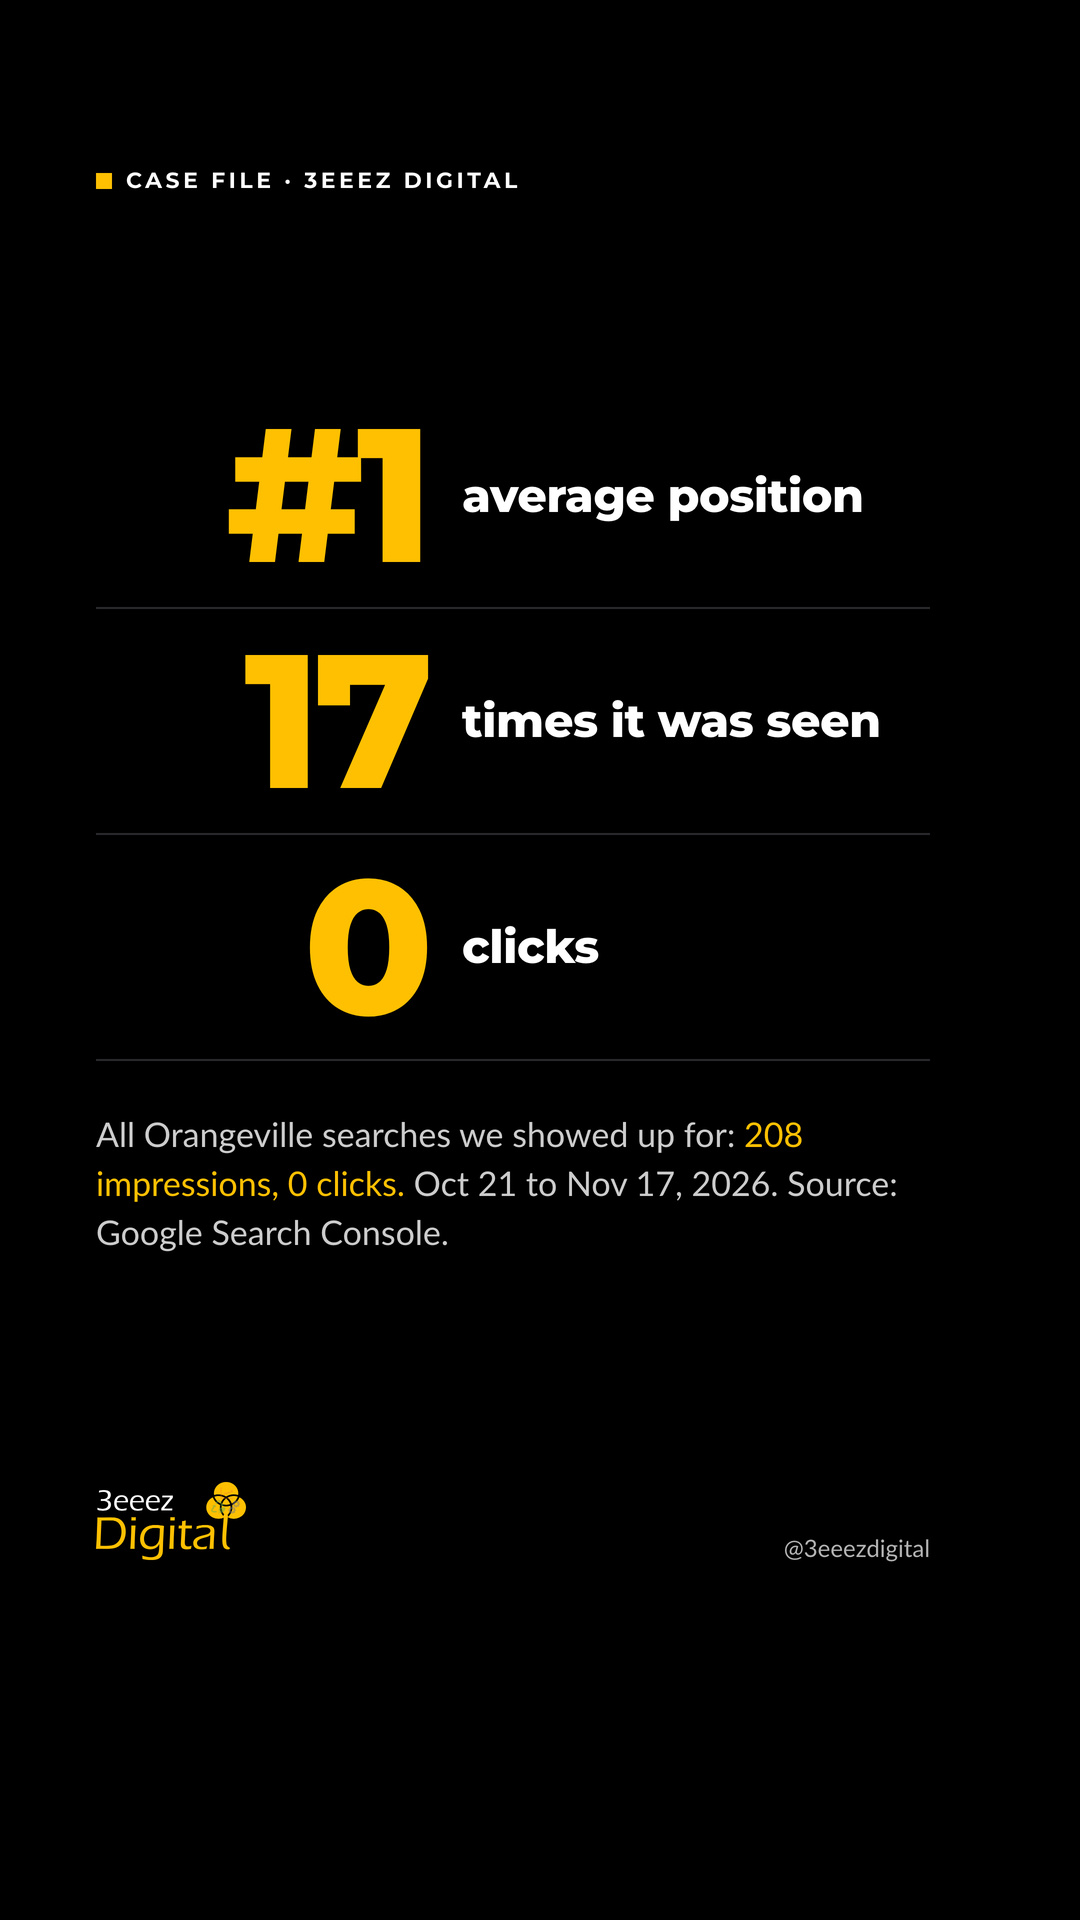 CASE FILE · 3EEEZ DIGITAL
#1 average position
17 times it was seen
0 clicks
All Orangeville searches we showed up for: 208
impressions, 0 clicks. Oct 21 to Nov 17, 2026. Source:
Google Search Console.
3eeez
Digital
@3eeezdigital